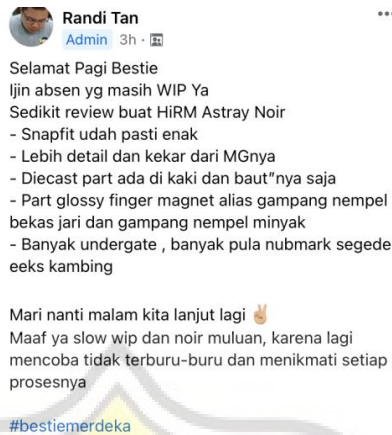 Randi Tan
Admin 3h ·
Selamat Pagi Bestie
Ijin absen yg masih WIP Ya
Sedikit review buat HiRM Astray Noir
- Snapfit udah pasti enak
- Lebih detail dan kekar dari MGnya
- Diecast part ada di kaki dan baut"nya saja
- Part glossy finger magnet alias gampang nempel
bekas jari dan gampang nempel minyak
- Banyak undergate , banyak pula nubmark segede
eeks kambing
Mari nanti malam kita lanjut lagi ✌🏼
Maaf ya slow wip dan noir muluan, karena lagi
mencoba tidak terburu-buru dan menikmati setiap
prosesnya
#bestiemerdeka